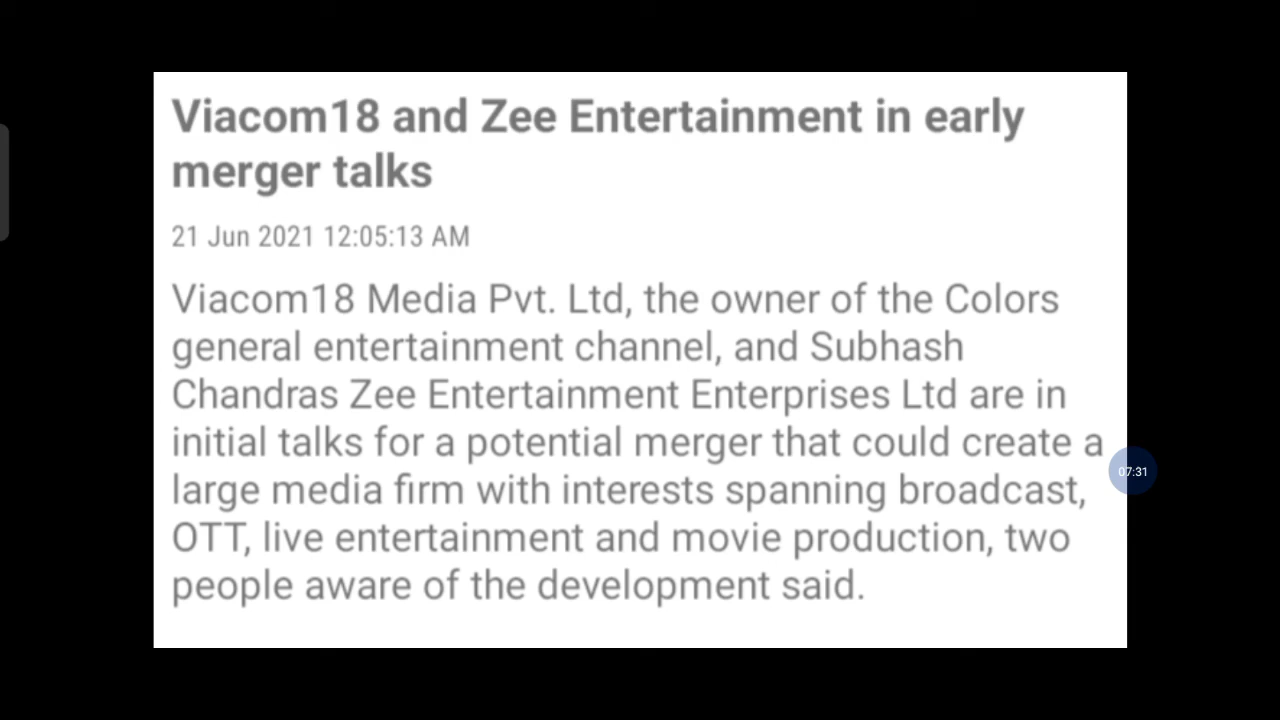 Viacom18 and Zee Entertainment in early
merger talks
21 Jun 2021 12:05:13 AM
Viacom18 Media Pvt. Ltd, the owner of the Colors
general entertainment channel, and Subhash
Chandras Zee Entertainment Enterprises Ltd are in
initial talks for a potential merger that could create a
large media firm with interests spanning broadcast,
OTT, live entertainment and movie production, two
people aware of the development said.
07:31